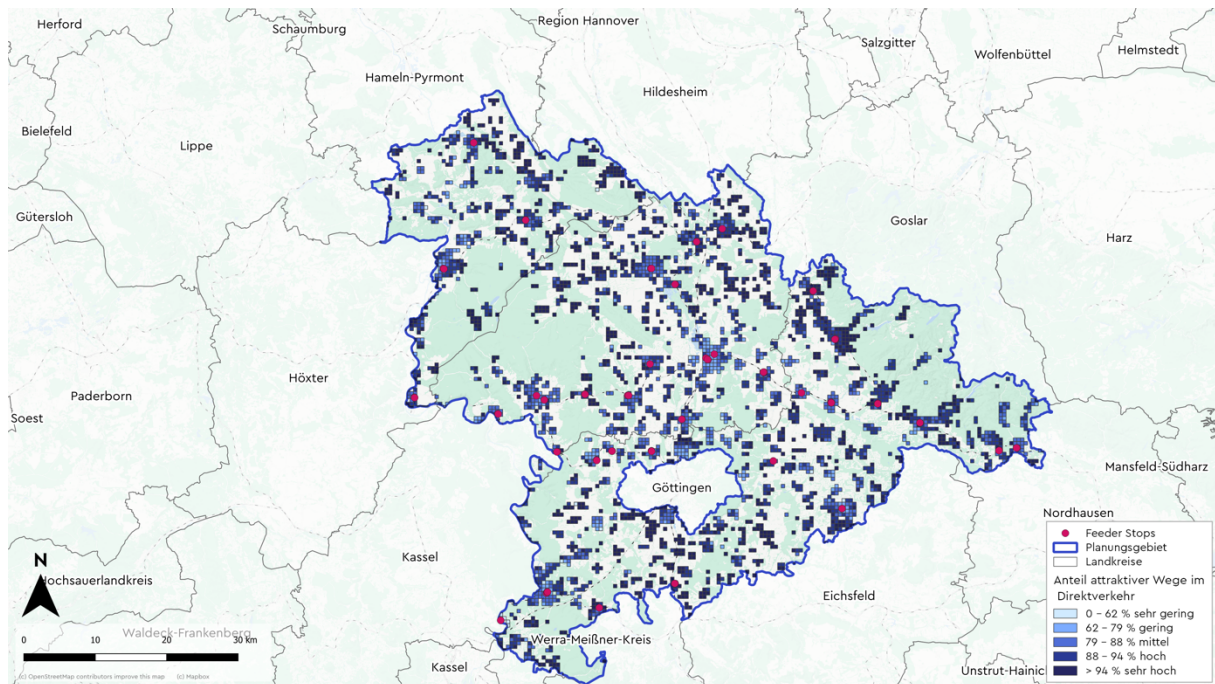 Herford
Schaumburg
Region Hannover
Salzgitter
Wolfenbüttel
Helmstedt
Hameln-Pyrmont
Hildesheim
Bielefeld
Lippe
Gütersloh
Goslar
Harz
Höxter
Paderborn
Soest
Mansfeld-Südharz
Göttingen
Nordhausen
Kassel
Hochsauerlandkreis
Eichsfeld
Waldeck-Frankenberg
Werra-Meißner-Kreis
Kassel
Unstrut-Hainich
N
0 10 20 30 km
(c) OpenStreetMap contributors improve this map (c) Mapbox
Feeder Stops
Planungsgebiet
Landkreise
Anteil attraktiver Wege im
Direktverkehr
0 – 62 % sehr gering
62 – 79 % gering
79 – 88 % mittel
88 – 94 % hoch
> 94 % sehr hoch